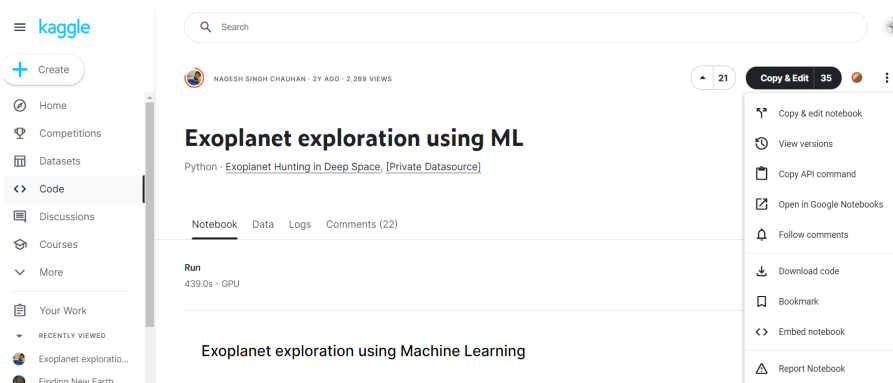 kaggle
Search
Create
Home
Competitions
Datasets
Code
Discussions
Courses
More
Your Work
RECENTLY VIEWED
Exoplanet exploratio...
Finding New Earth
NAGESH SINGH CHAUHAN · 2Y AGO · 2,289 VIEWS
21
Copy & Edit 35
Exoplanet exploration using ML
Python · Exoplanet Hunting in Deep Space, [Private Datasource]
Notebook Data Logs Comments (22)
Run
439.0s - GPU
Exoplanet exploration using Machine Learning
Copy & edit notebook
View versions
Copy API command
Open in Google Notebooks
Follow comments
Download code
Bookmark
Embed notebook
Report Notebook